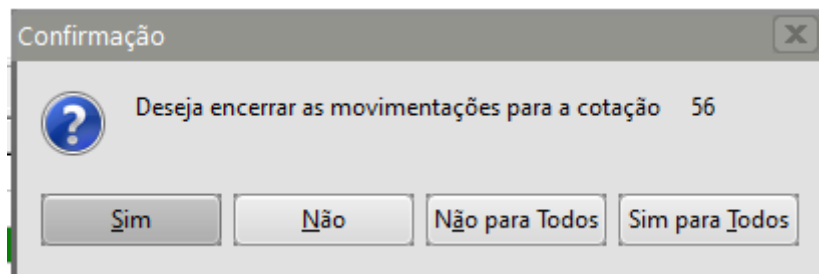 Confirmação
Deseja encerrar as movimentações para a cotação 56
Sim Não Não para Todos Sim para Todos